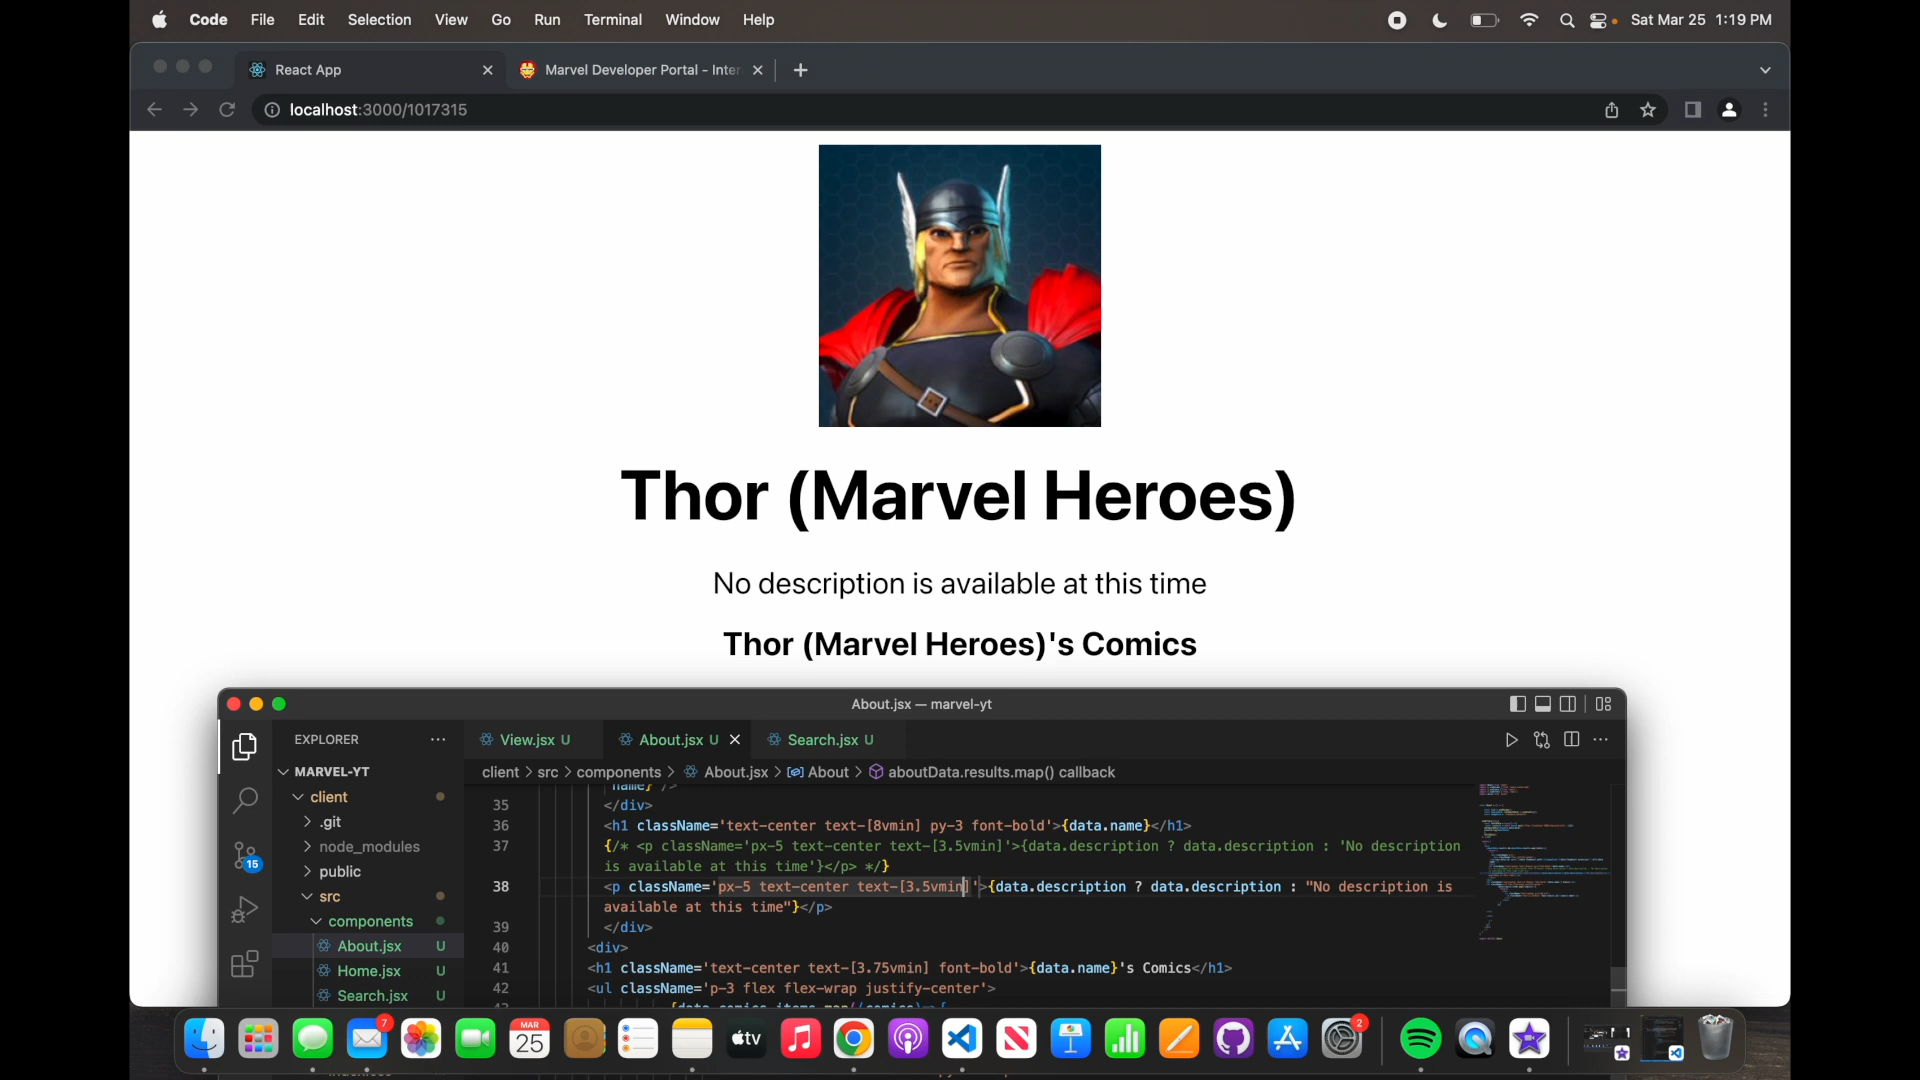 Code File Edit Selection View Go Run Terminal Window Help Sat Mar 25 1:19 PM
React App Marvel Developer Portal - Inter
localhost:3000/1017315
Thor (Marvel Heroes)
No description is available at this time
Thor (Marvel Heroes)'s Comics
About.jsx — marvel-yt
EXPLORER View.jsx U About.jsx U Search.jsx U
MARVEL-YT client > src > components > About.jsx > About > aboutData.results.map() callback
client
.git
node_modules
public
src
components
About.jsx U
Home.jsx U
Search.jsx U
15
name} />
35 </div>
36 <h1 className='text-center text-[8vmin] py-3 font-bold'>{data.name}</h1>
37 {/* <p className='px-5 text-center text-[3.5vmin]'>{data.description ? data.description : 'No description
is available at this time'}</p> */}
38 <p className='px-5 text-center text-[3.5vmin]'>{data.description ? data.description : "No description is
available at this time"}</p>
39 </div>
40 <div>
41 <h1 className='text-center text-[3.75vmin] font-bold'>{data.name}'s Comics</h1>
42 <ul className='p-3 flex flex-wrap justify-center'>
7 MAR 25 tv 2